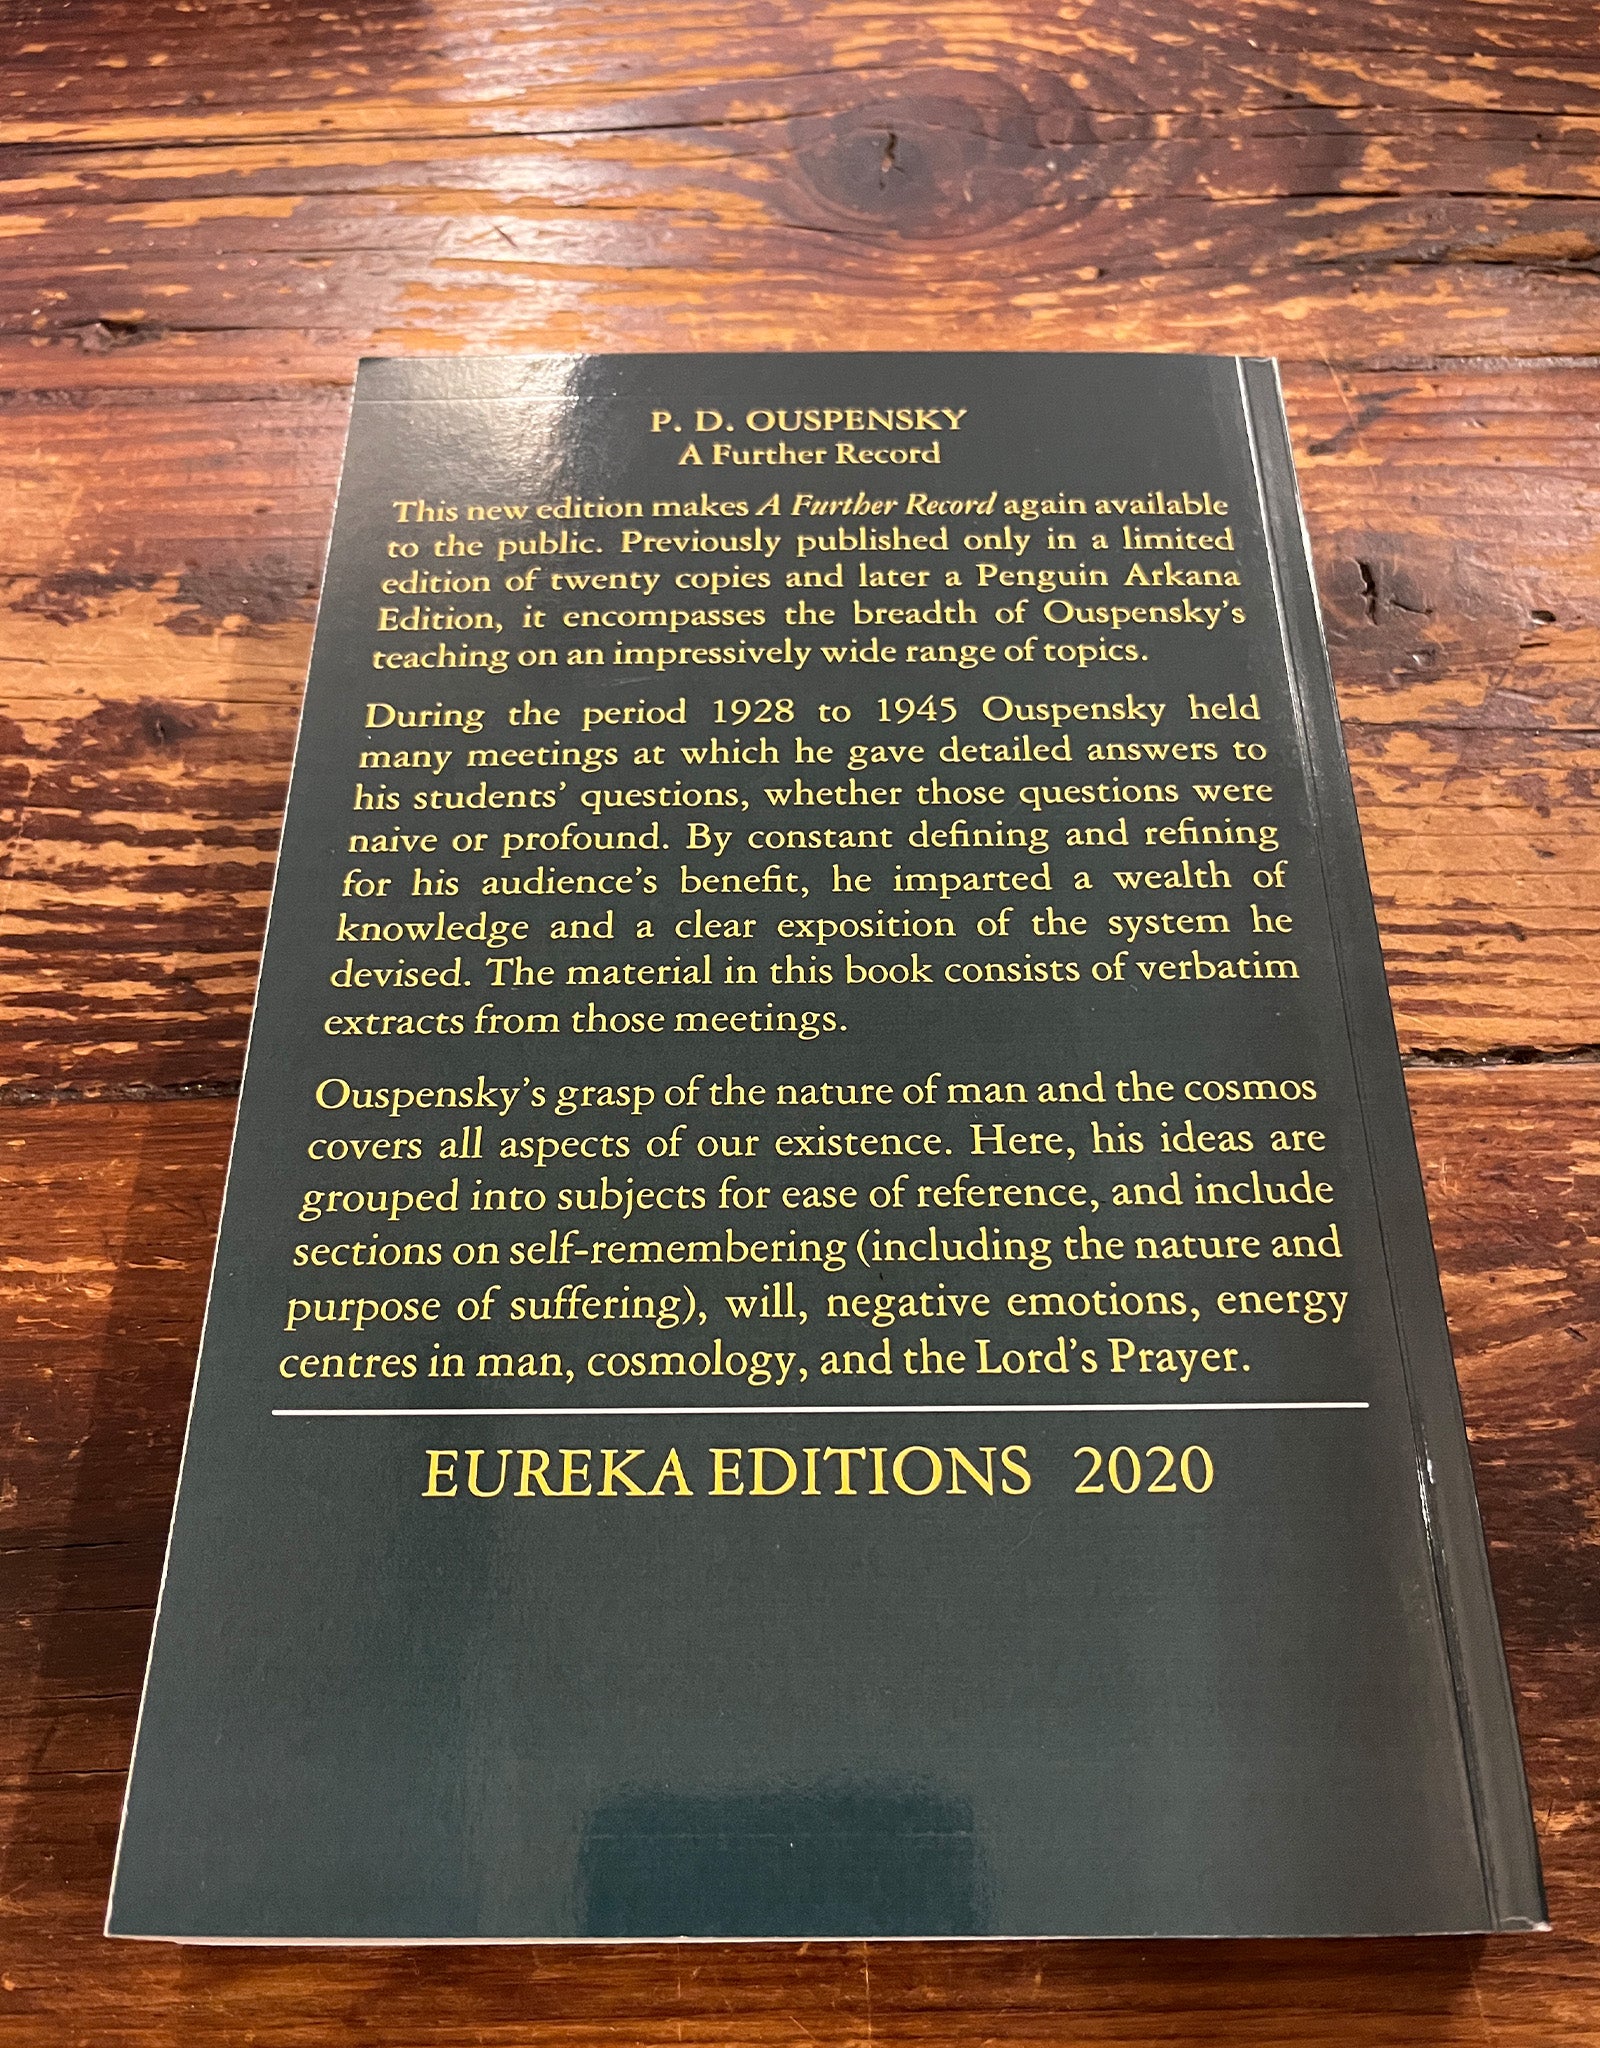 P. D. OUSPENSKY
A Further Record
This new edition makes A Further Record again available
to the public. Previously published only in a limited
edition of twenty copies and later a Penguin Arkana
Edition, it encompasses the breadth of Ouspensky's
teaching on an impressively wide range of topics.
During the period 1928 to 1945 Ouspensky held
many meetings at which he gave detailed answers to
his students' questions, whether those questions were
naive or profound. By constant defining and refining
for his audience's benefit, he imparted a wealth of
knowledge and a clear exposition of the system he
devised. The material in this book consists of verbatim
extracts from those meetings.
Ouspensky's grasp of the nature of man and the cosmos
covers all aspects of our existence. Here, his ideas are
grouped into subjects for ease of reference, and include
sections on self-remembering (including the nature and
purpose of suffering), will, negative emotions, energy
centres in man, cosmology, and the Lord's Prayer.
EUREKA EDITIONS 2020